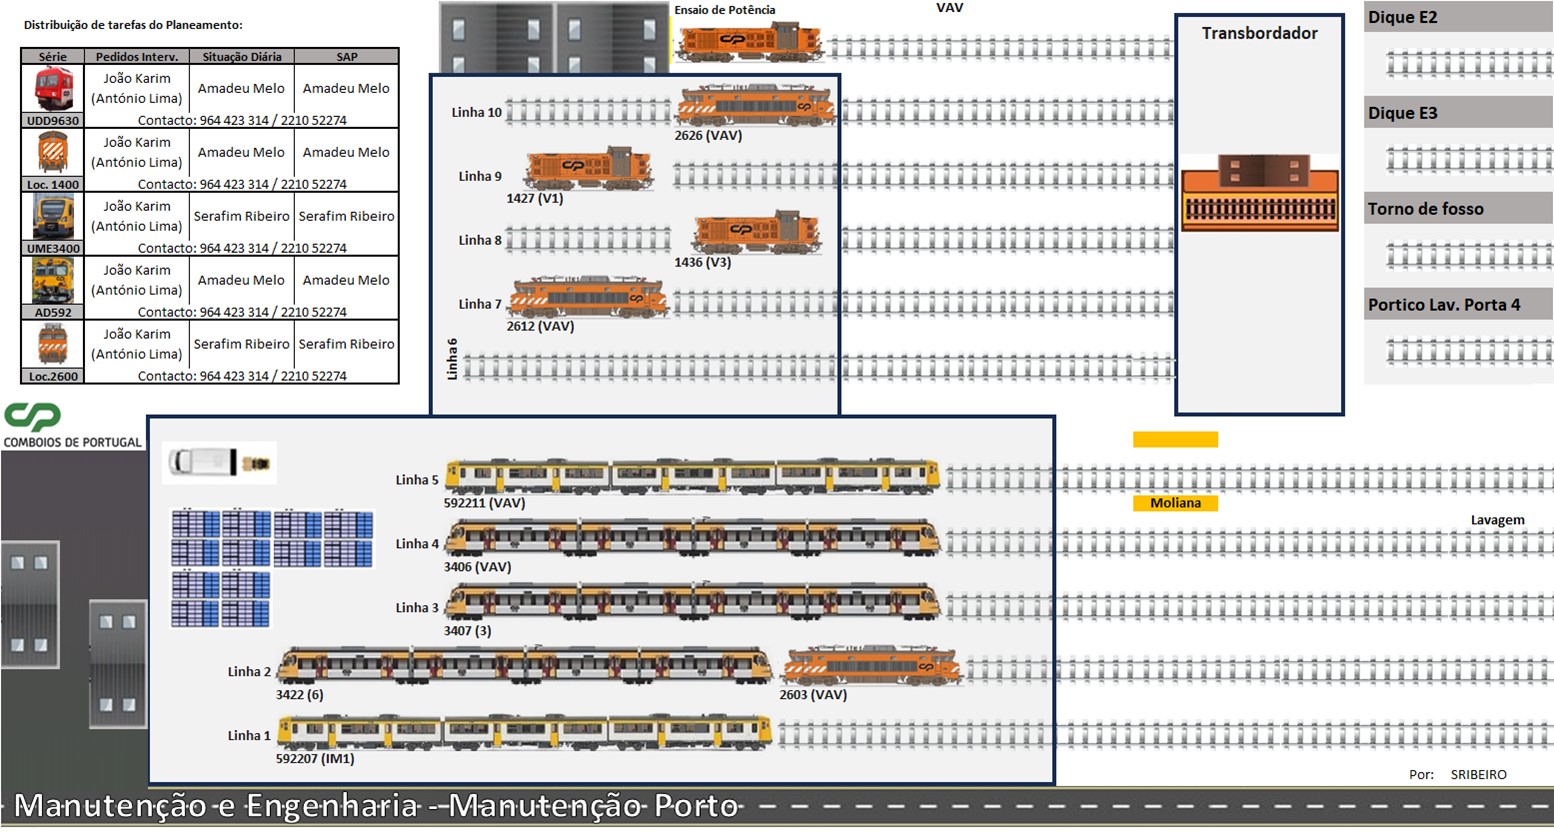 Distribuição de tarefas do Planeamento:
Série Pedidos Interv. Situação Diária SAP
João Karim
(António Lima) Amadeu Melo Amadeu Melo
UDD9630 Contacto: 964 423 314 / 2210 52274
João Karim
(António Lima) Amadeu Melo Amadeu Melo
Loc. 1400 Contacto: 964 423 314 / 2210 52274
João Karim
(António Lima) Serafim Ribeiro Serafim Ribeiro
UME3400 Contacto: 964 423 314 / 2210 52274
João Karim
(António Lima) Amadeu Melo Amadeu Melo
AD592 Contacto: 964 423 314 / 2210 52274
João Karim
(António Lima) Serafim Ribeiro Serafim Ribeiro
Loc.2600 Contacto: 964 423 314 / 2210 52274
CP
COMBOIOS DE PORTUGAL
Ensaio de Potência
VAV
Linha 10
2626 (VAV)
Linha 9
1427 (V1)
Linha 8
1436 (V3)
Linha 7
2612 (VAV)
Linha 6
Transbordador
Dique E2
Dique E3
Torno de fosso
Portico Lav. Porta 4
Linha 5
592211 (VAV)
Moliana
Lavagem
Linha 4
3406 (VAV)
Linha 3
3407 (3)
Linha 2
3422 (6)
2603 (VAV)
Linha 1
592207 (IM1)
Por: SRIBEIRO
Manutenção e Engenharia - Manutenção Porto